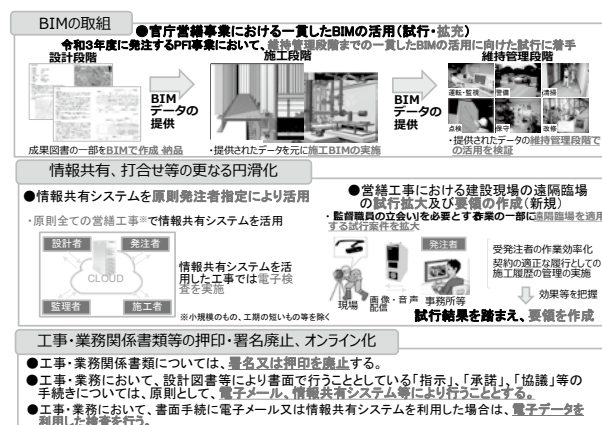 BIMの取組
●官庁営繕事業における一貫したBIMの活用(試行・拡充)
令和3年度に発注するPFI事業において、維持管理段階までの一貫したBIMの活用に向けた試行に着手
設計段階
施工段階
維持管理段階
BIM
データの
提供
BIM
データの
提供
運転・監視
警備
清掃
点検
保守
改修
成果図書の一部をBIMで作成・納品
・提供されたデータを元に施工BIMの実施
・提供されたデータの維持管理段階で
の活用を検証
情報共有、打合せ等の更なる円滑化
●情報共有システムを原則発注者指定により活用
・原則全ての営繕工事※で情報共有システムを活用
設計者
発注者
CLOUD
監理者
施工者
情報共有システムを活
用した工事では電子検
査を実施
※小規模のもの、工期の短いもの等を除く
●営繕工事における建設現場の遠隔臨場
の試行拡大及び要領の作成(新規)
・監督職員の立会いを必要とする作業の一部に遠隔臨場を適用
する試行案件を拡大
発注者
現場
画像・音声
配信
事務所等
受発注者の作業効率化
契約の適正な履行としての
施工履歴の管理の実施
効果等を把握
試行結果を踏まえ、要領を作成
工事・業務関係書類等の押印・署名廃止、オンライン化
●工事・業務関係書類については、署名又は押印を廃止する。
●工事・業務において、設計図書等により書面で行うこととしている「指示」、「承諾」、「協議」等の
手続きについては、原則として、電子メール、情報共有システム等により行うこととする。
●工事・業務において、書面手続に電子メール又は情報共有システムを利用した場合は、電子データを
利用した検査を行う。